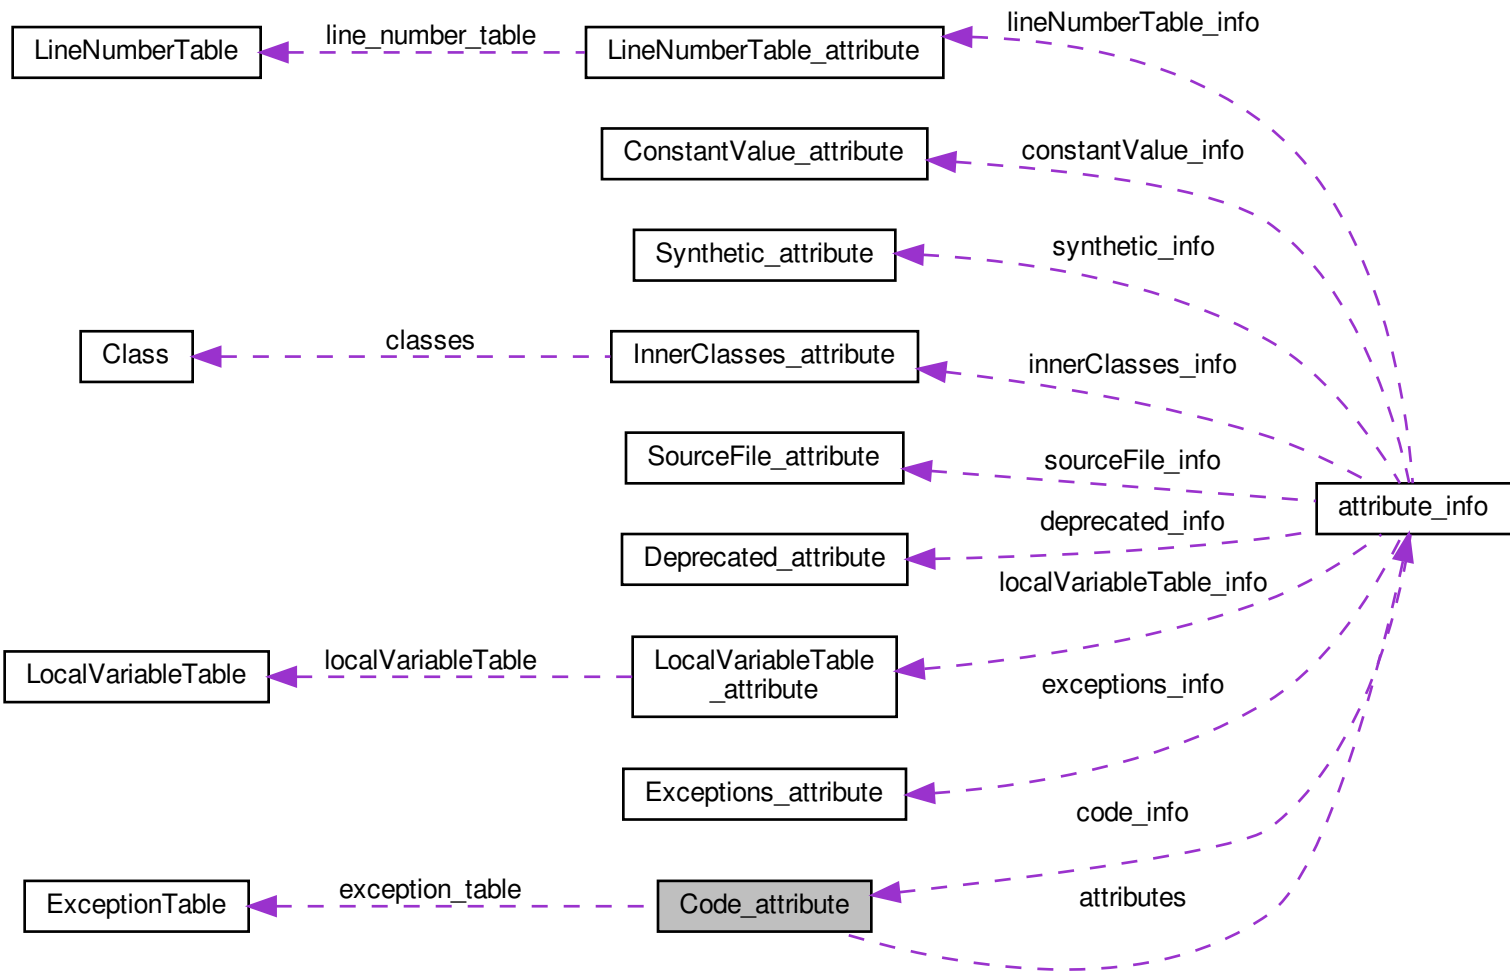 lineNumberTable_info
LineNumberTable
line_number_table
LineNumberTable_attribute
ConstantValue_attribute
constantValue_info
Synthetic_attribute
synthetic_info
Class
classes
InnerClasses_attribute
innerClasses_info
SourceFile_attribute
sourceFile_info
attribute_info
deprecated_info
Deprecated_attribute
localVariableTable_info
LocalVariableTable
localVariableTable
LocalVariableTable
_attribute
exceptions_info
Exceptions_attribute
code_info
ExceptionTable
exception_table
Code_attribute
attributes